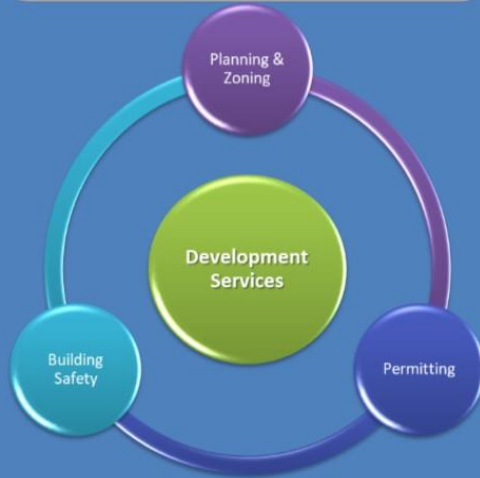 Planning &
Zoning
Development
Services
Building
Safety
Permitting